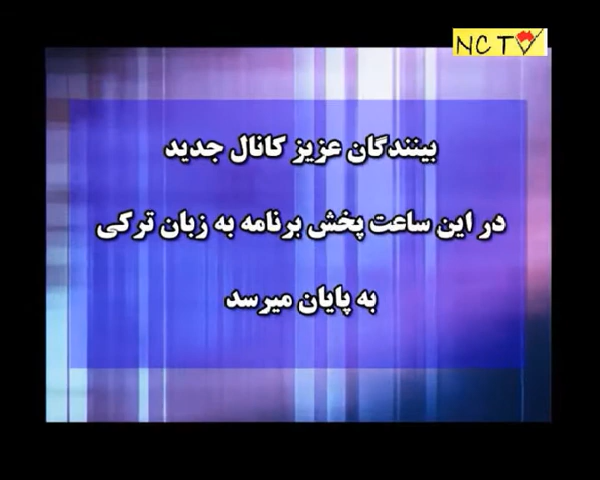 NCTV
بینندگان عزیز کانال جدید
در این ساعت پخش برنامه به زبان ترکی
به پایان میرسد